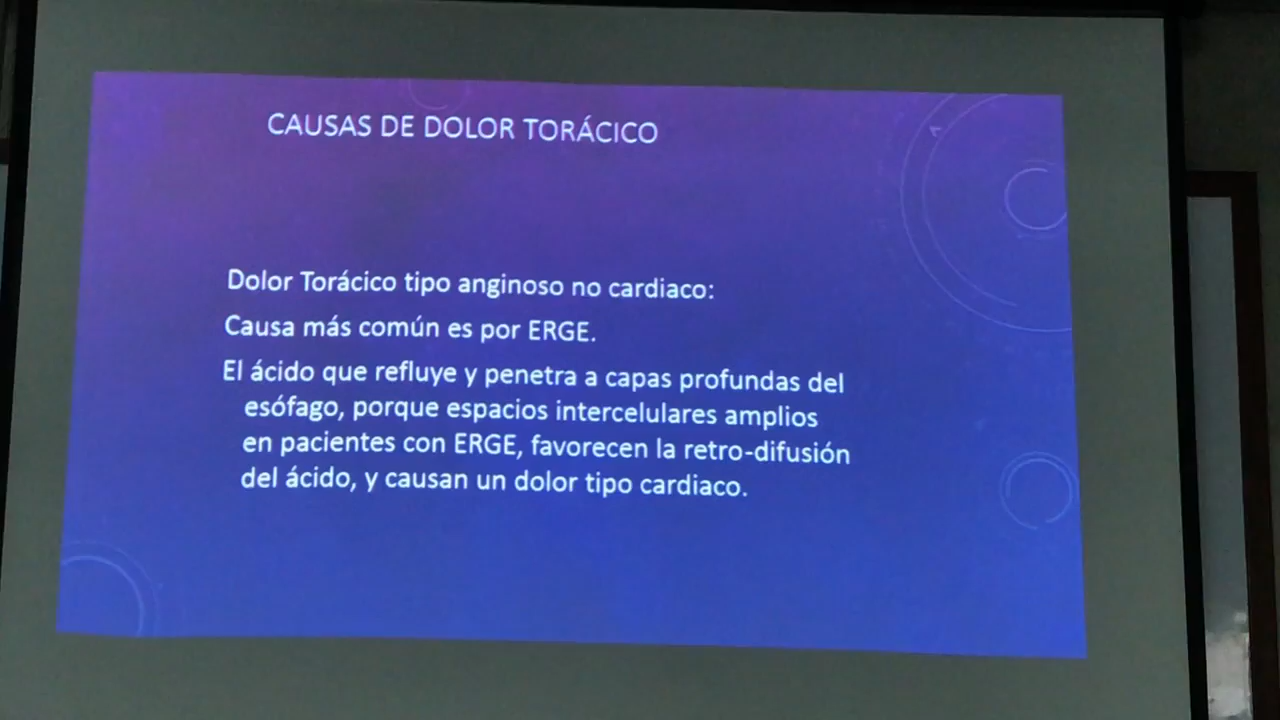 CAUSAS DE DOLOR TORÁCICO
Dolor Torácico tipo anginoso no cardiaco:
Causa más común es por ERGE.
El ácido que refluye y penetra a capas profundas del
esófago, porque espacios intercelulares amplios
en pacientes con ERGE, favorecen la retro-difusión
del ácido, y causan un dolor tipo cardiaco.